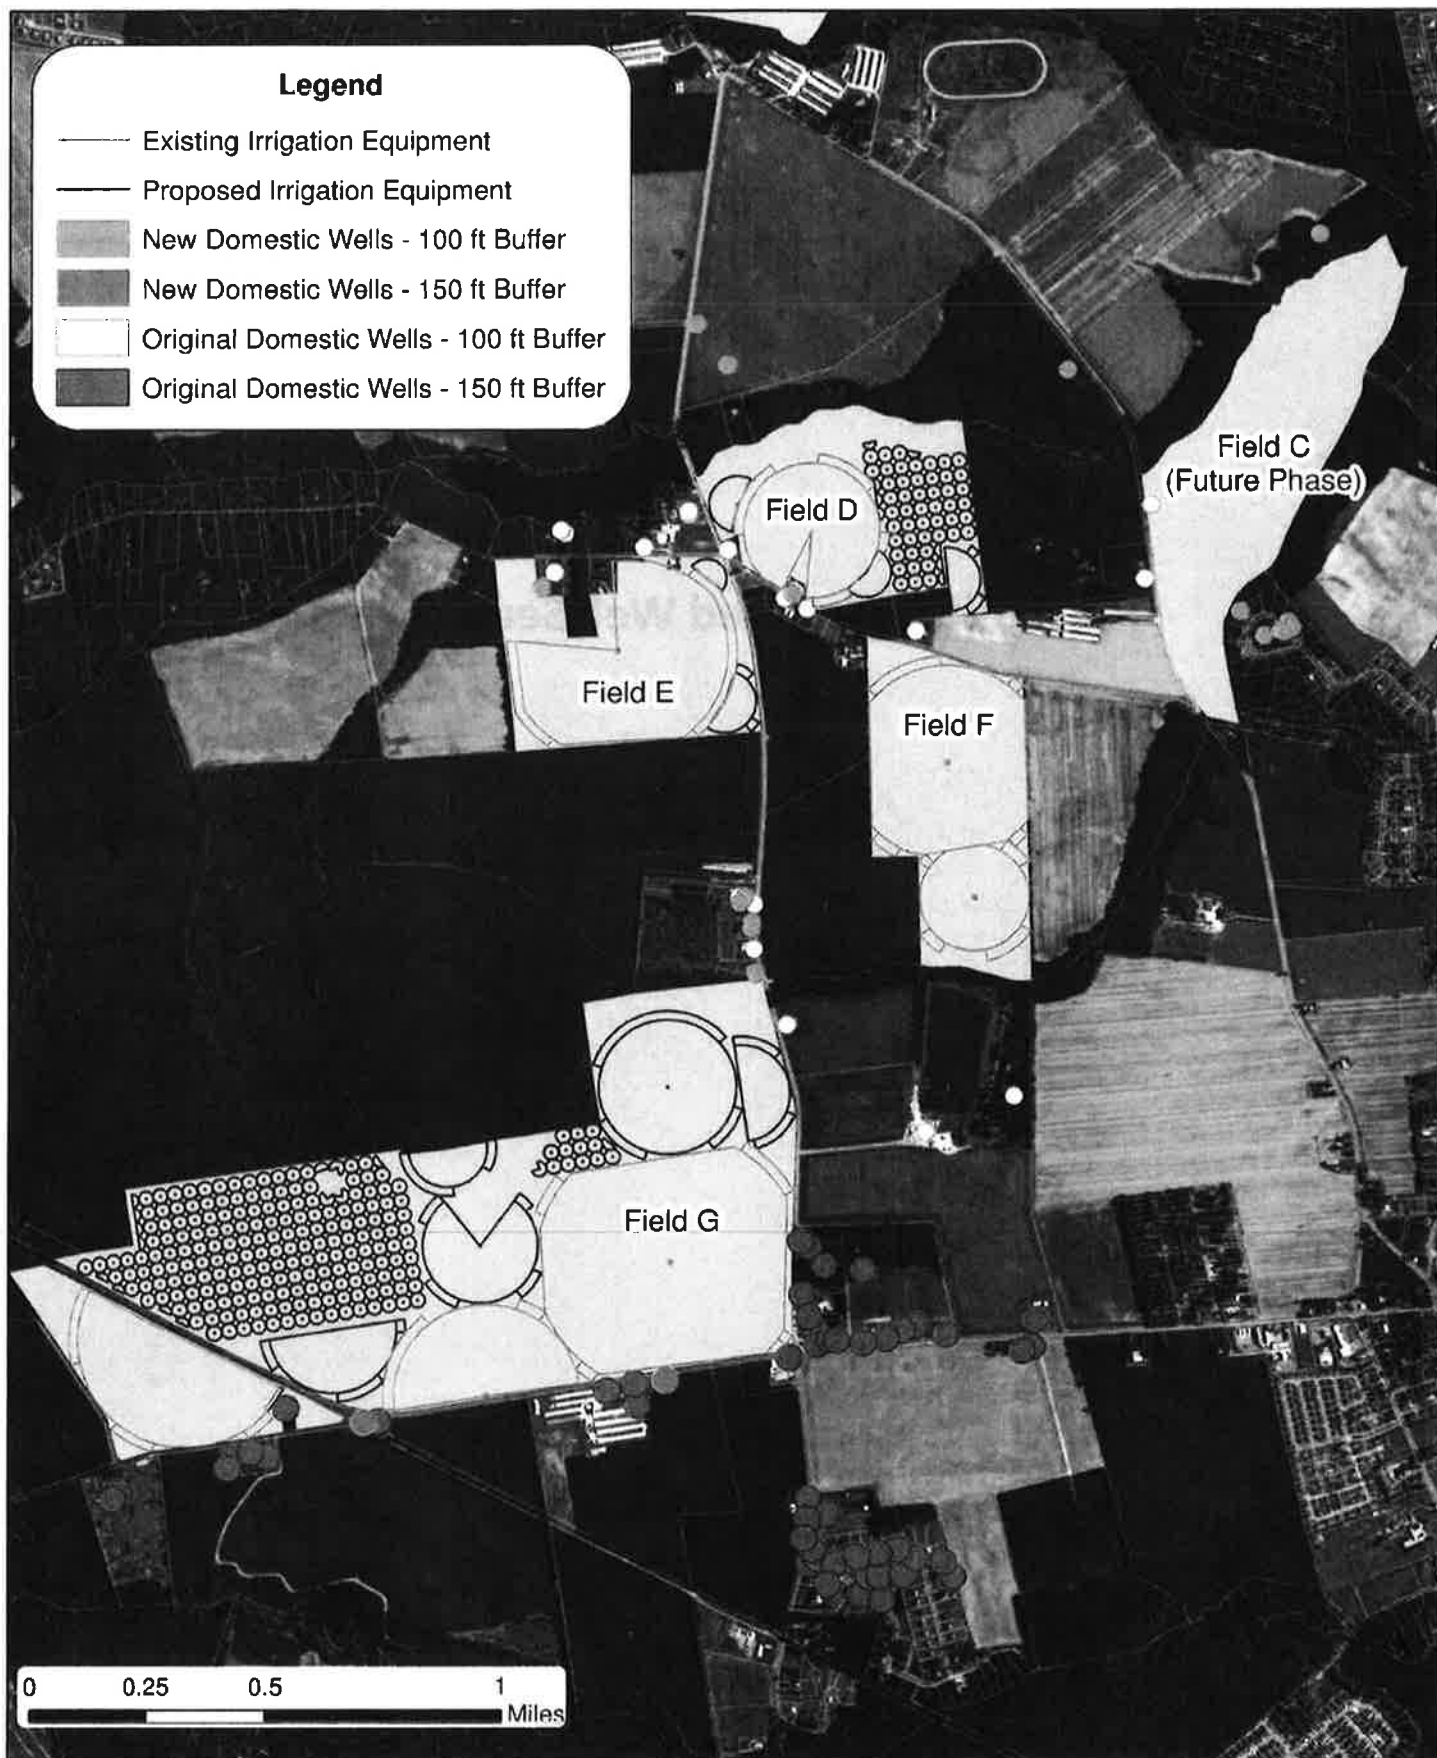 Legend
Existing Irrigation Equipment
Proposed Irrigation Equipment
New Domestic Wells - 100 ft Buffer
New Domestic Wells - 150 ft Buffer
Original Domestic Wells - 100 ft Buffer
Original Domestic Wells - 150 ft Buffer
Field C
(Future Phase)
Field D
Field E
Field F
Field G
0 0.25 0.5 1
Miles